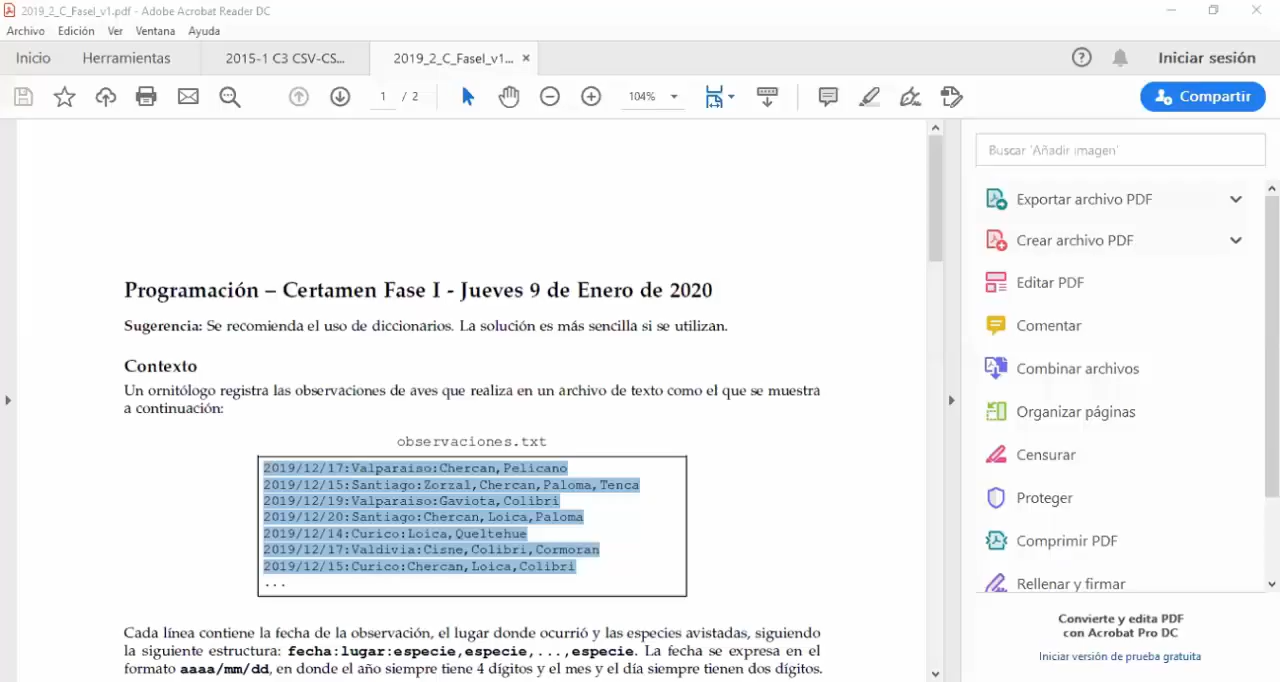 2019_2_C_FaseI_v1.pdf - Adobe Acrobat Reader DC
Archivo Edición Ver Ventana Ayuda
Inicio Herramientas 2015-1 C3 CSV-CS... 2019_2_C_FaseI_v1... × Iniciar sesión
1 / 2 104% Compartir
Buscar 'Añadir imagen'
Exportar archivo PDF
Crear archivo PDF
Editar PDF
Comentar
Combinar archivos
Organizar páginas
Censurar
Proteger
Comprimir PDF
Rellenar y firmar
Convierte y edita PDF
con Acrobat Pro DC
Iniciar versión de prueba gratuita
Programación – Certamen Fase I - Jueves 9 de Enero de 2020
Sugerencia: Se recomienda el uso de diccionarios. La solución es más sencilla si se utilizan.
Contexto
Un ornitólogo registra las observaciones de aves que realiza en un archivo de texto como el que se muestra
a continuación:
observaciones.txt
2019/12/17:Valparaiso:Chercan,Pelicano
2019/12/15:Santiago:Zorzal,Chercan,Paloma,Tenca
2019/12/19:Valparaiso:Gaviota,Colibri
2019/12/20:Santiago:Chercan,Loica,Paloma
2019/12/14:Curico:Loica,Queltehue
2019/12/17:Valdivia:Cisne,Colibri,Cormoran
2019/12/15:Curico:Chercan,Loica,Colibri
...
Cada línea contiene la fecha de la observación, el lugar donde ocurrió y las especies avistadas, siguiendo
la siguiente estructura: fecha:lugar:especie,especie,...,especie. La fecha se expresa en el
formato aaaa/mm/dd, en donde el año siempre tiene 4 dígitos y el mes y el día siempre tienen dos dígitos.